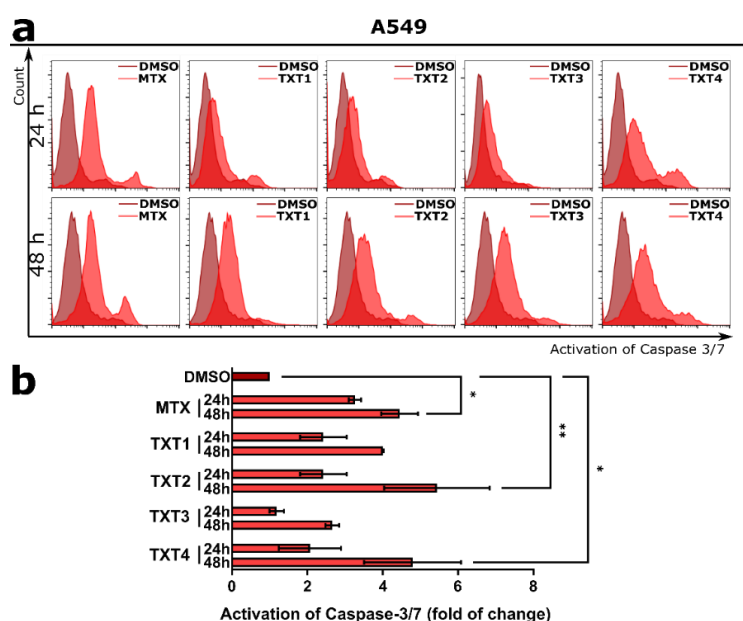 a
A549
Count
24 h
DMSO
MTX
DMSO
TXT1
DMSO
TXT2
DMSO
TXT3
DMSO
TXT4
48 h
DMSO
MTX
DMSO
TXT1
DMSO
TXT2
DMSO
TXT3
DMSO
TXT4
Activation of Caspase 3/7
b
DMSO
MTX
24h
48h
TXT1
24h
48h
TXT2
24h
48h
TXT3
24h
48h
TXT4
24h
48h
*
**
*
0 2 4 6 8
Activation of Caspase-3/7 (fold of change)